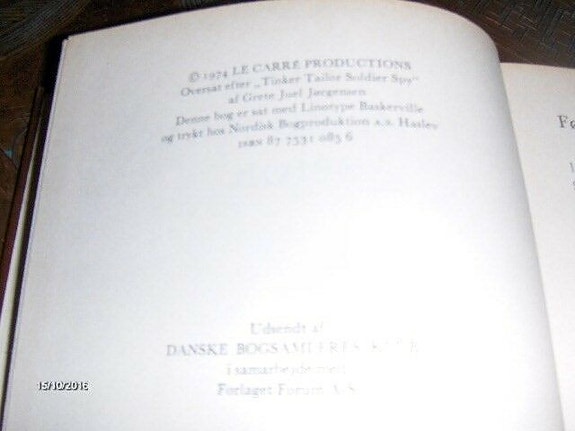 © 1974 LE CARRÉ PRODUCTIONS
Oversat efter „Tinker Tailor Soldier Spy"
af Grete Juel Jørgensen
Denne bog er sat med Linotype Baskerville
og trykt hos Nordisk Bogproduktion a.s. Haslev
ISBN 87 7531 085 6
Udsendt af
DANSKE BOGSAMLERES KLUB
i samarbejde med
Forlaget Forum A/S
15/10/2016